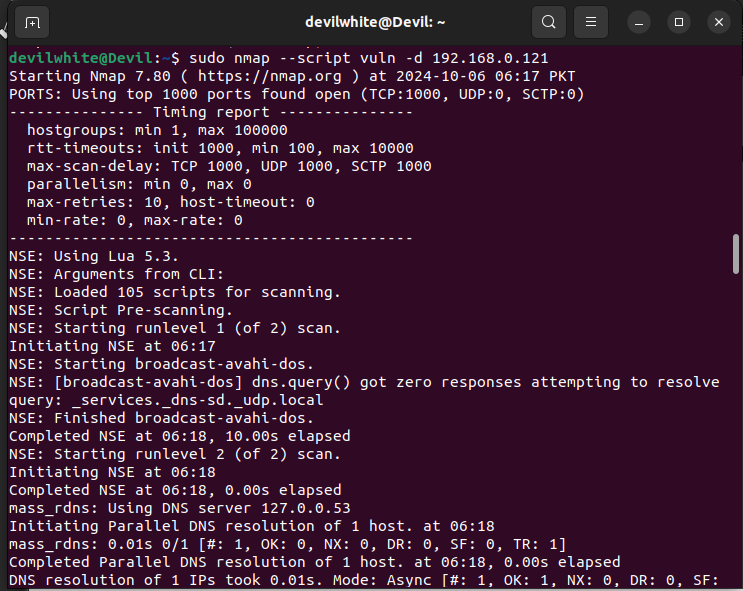 devilwhite@Devil: ~
devilwhite@Devil:~$ sudo nmap --script vuln -d 192.168.0.121
Starting Nmap 7.80 ( https://nmap.org ) at 2024-10-06 06:17 PKT
PORTS: Using top 1000 ports found open (TCP:1000, UDP:0, SCTP:0)
--------------- Timing report ---------------
  hostgroups: min 1, max 100000
  rtt-timeouts: init 1000, min 100, max 10000
  max-scan-delay: TCP 1000, UDP 1000, SCTP 1000
  parallelism: min 0, max 0
  max-retries: 10, host-timeout: 0
  min-rate: 0, max-rate: 0
---------------------------------------------
NSE: Using Lua 5.3.
NSE: Arguments from CLI:
NSE: Loaded 105 scripts for scanning.
NSE: Script Pre-scanning.
NSE: Starting runlevel 1 (of 2) scan.
Initiating NSE at 06:17
NSE: Starting broadcast-avahi-dos.
NSE: [broadcast-avahi-dos] dns.query() got zero responses attempting to resolve
query: _services._dns-sd._udp.local
NSE: Finished broadcast-avahi-dos.
Completed NSE at 06:18, 10.00s elapsed
NSE: Starting runlevel 2 (of 2) scan.
Initiating NSE at 06:18
Completed NSE at 06:18, 0.00s elapsed
mass_rdns: Using DNS server 127.0.0.53
Initiating Parallel DNS resolution of 1 host. at 06:18
mass_rdns: 0.01s 0/1 [#: 1, OK: 0, NX: 0, DR: 0, SF: 0, TR: 1]
Completed Parallel DNS resolution of 1 host. at 06:18, 0.00s elapsed
DNS resolution of 1 IPs took 0.01s. Mode: Async [#: 1, OK: 1, NX: 0, DR: 0, SF: